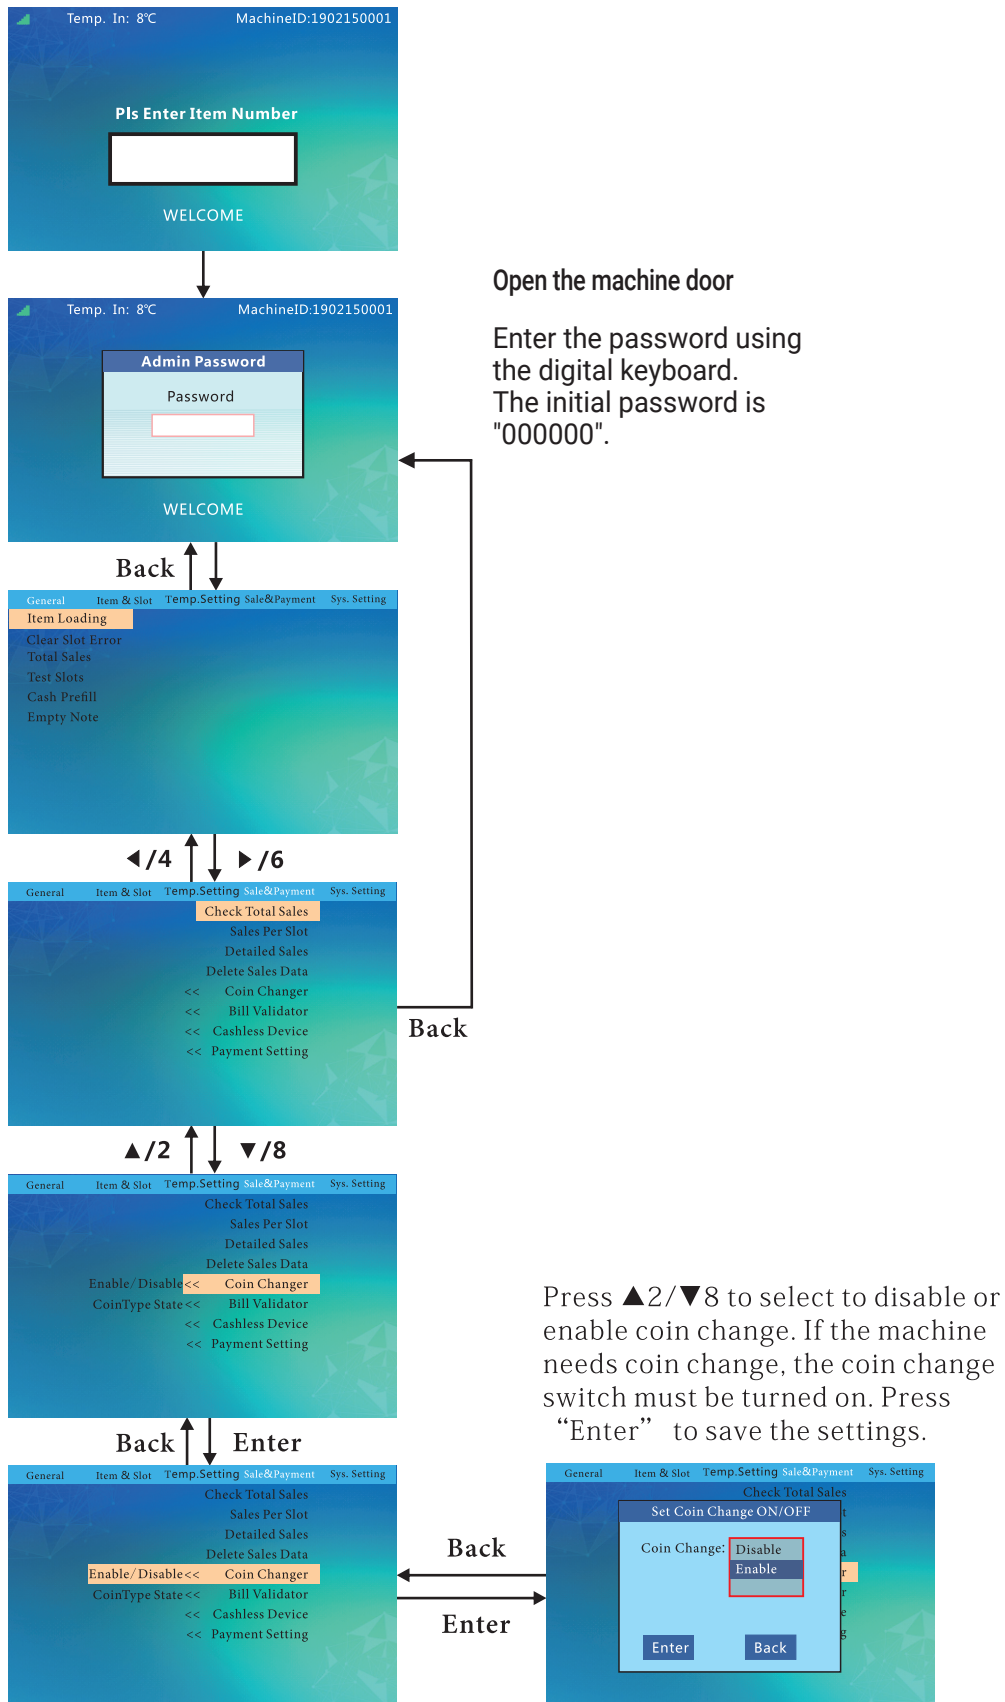 Temp. In: 8℃ MachineID:1902150001
Pls Enter Item Number
WELCOME
Open the machine door
Temp. In: 8℃ MachineID:1902150001
Enter the password using
the digital keyboard.
The initial password is
"000000".
Admin Password
Password
WELCOME
Back
General Item & Slot Temp.Setting Sale&Payment Sys. Setting
Item Loading
Clear Slot Error
Total Sales
Test Slots
Cash Prefill
Empty Note
◀/4 ▶/6
General Item & Slot Temp.Setting Sale&Payment Sys. Setting
Check Total Sales
Sales Per Slot
Detailed Sales
Delete Sales Data
<< Coin Changer
<< Bill Validator
<< Cashless Device
<< Payment Setting
Back
▲/2 ▼/8
General Item & Slot Temp.Setting Sale&Payment Sys. Setting
Check Total Sales
Sales Per Slot
Detailed Sales
Delete Sales Data
Enable/Disable<< Coin Changer
CoinType State<< Bill Validator
<< Cashless Device
<< Payment Setting
Press ▲2/▼8 to select to disable or
enable coin change. If the machine
needs coin change, the coin change
switch must be turned on. Press
“Enter” to save the settings.
Back Enter
General Item & Slot Temp.Setting Sale&Payment Sys. Setting
Check Total Sales
Sales Per Slot
Detailed Sales
Delete Sales Data
Enable/Disable<< Coin Changer
CoinType State<< Bill Validator
<< Cashless Device
<< Payment Setting
Back
Enter
General Item & Slot Temp.Setting Sale&Payment Sys. Setting
Check Total Sales
Set Coin Change ON/OFF t
s
Coin Change: Disable a
Enable r
r
e
g
Enter Back